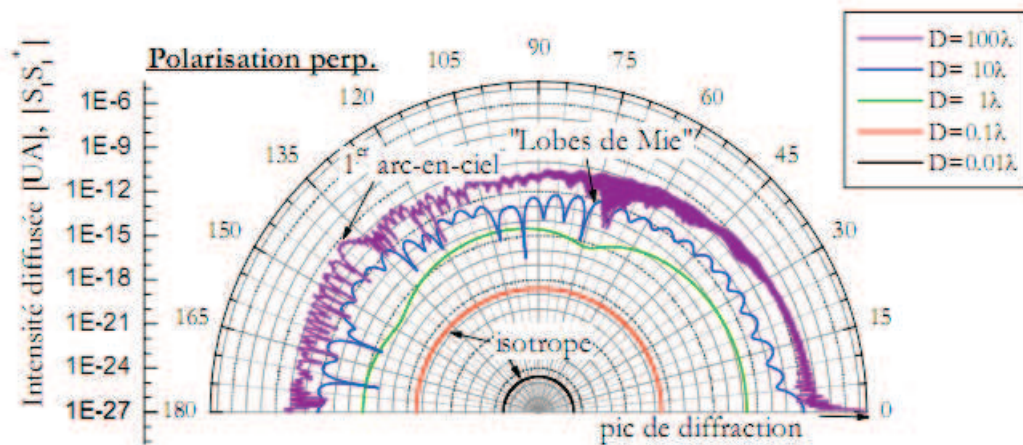 Intensité diffusée [UA], |S₁S₁*|
Polarisation perp.
1E-6
1E-9
1E-12
1E-15
1E-18
1E-21
1E-24
1E-27
180
165
150
135
120
105
90
75
60
45
30
15
0
1er arc-en-ciel
"Lobes de Mie"
isotrope
pic de diffraction
D=100λ
D= 10λ
D= 1λ
D=0.1λ
D=0.01λ